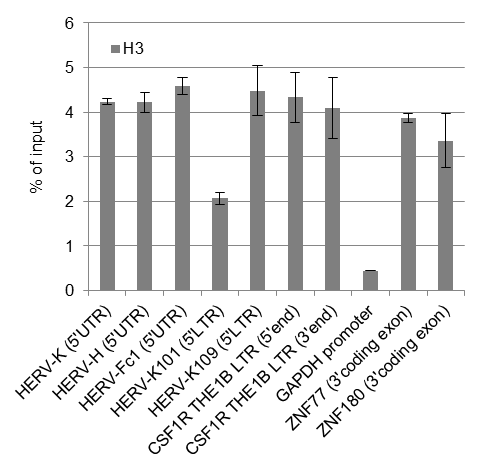 6
5
4
3
2
1
0
% of input
H3
HERV-K (5'UTR)
HERV-H (5'UTR)
HERV-Fc1 (5'UTR)
HERV-K101 (5'LTR)
HERV-K109 (5'LTR)
CSF1R THE1B LTR (5'end)
CSF1R THE1B LTR (3'end)
GAPDH promoter
ZNF77 (3'coding exon)
ZNF180 (3'coding exon)